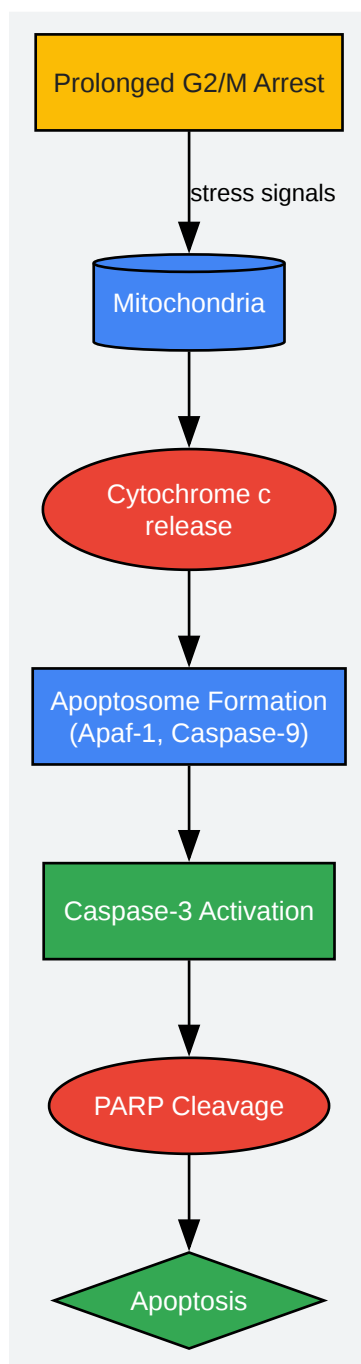 Prolonged G2/M Arrest
stress signals
Mitochondria
Cytochrome c
release
Apoptosome Formation
(Apaf-1, Caspase-9)
Caspase-3 Activation
PARP Cleavage
Apoptosis